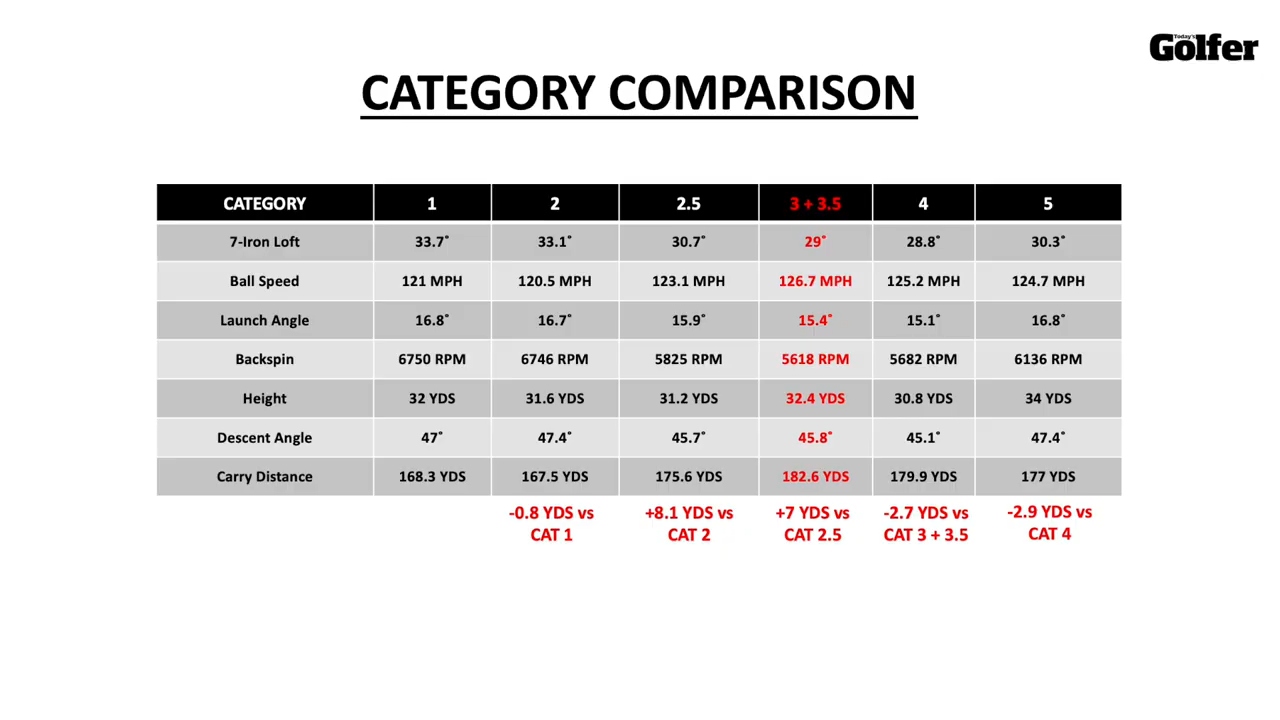 Today's
Golfer
CATEGORY COMPARISON
CATEGORY 1 2 2.5 3 + 3.5 4 5
7-Iron Loft 33.7° 33.1° 30.7° 29° 28.8° 30.3°
Ball Speed 121 MPH 120.5 MPH 123.1 MPH 126.7 MPH 125.2 MPH 124.7 MPH
Launch Angle 16.8° 16.7° 15.9° 15.4° 15.1° 16.8°
Backspin 6750 RPM 6746 RPM 5825 RPM 5618 RPM 5682 RPM 6136 RPM
Height 32 YDS 31.6 YDS 31.2 YDS 32.4 YDS 30.8 YDS 34 YDS
Descent Angle 47° 47.4° 45.7° 45.8° 45.1° 47.4°
Carry Distance 168.3 YDS 167.5 YDS 175.6 YDS 182.6 YDS 179.9 YDS 177 YDS
-0.8 YDS vs +8.1 YDS vs +7 YDS vs -2.7 YDS vs -2.9 YDS vs
CAT 1 CAT 2 CAT 2.5 CAT 3 + 3.5 CAT 4